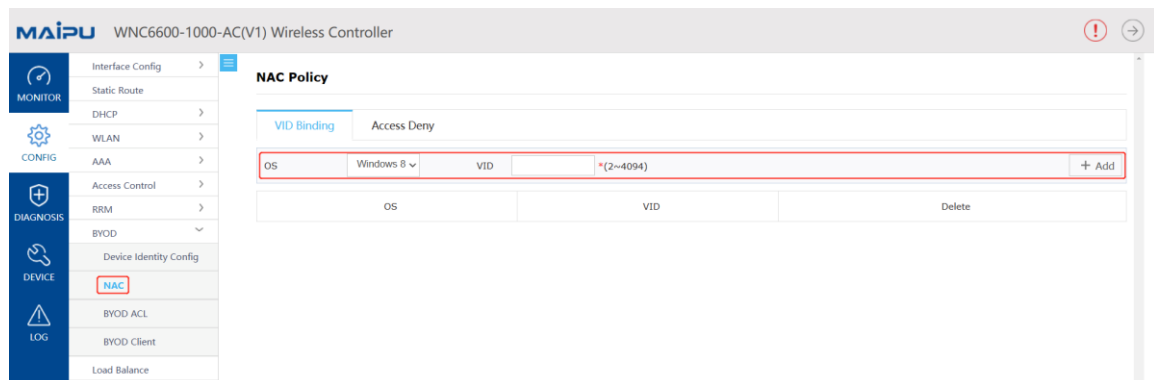 MAIPU WNC6600-1000-AC(V1) Wireless Controller
MONITOR
CONFIG
DIAGNOSIS
DEVICE
LOG
Interface Config
Static Route
DHCP
WLAN
AAA
Access Control
RRM
BYOD
Device Identity Config
NAC
BYOD ACL
BYOD Client
Load Balance
NAC Policy
VID Binding Access Deny
OS Windows 8 VID *(2~4094) + Add
OS VID Delete